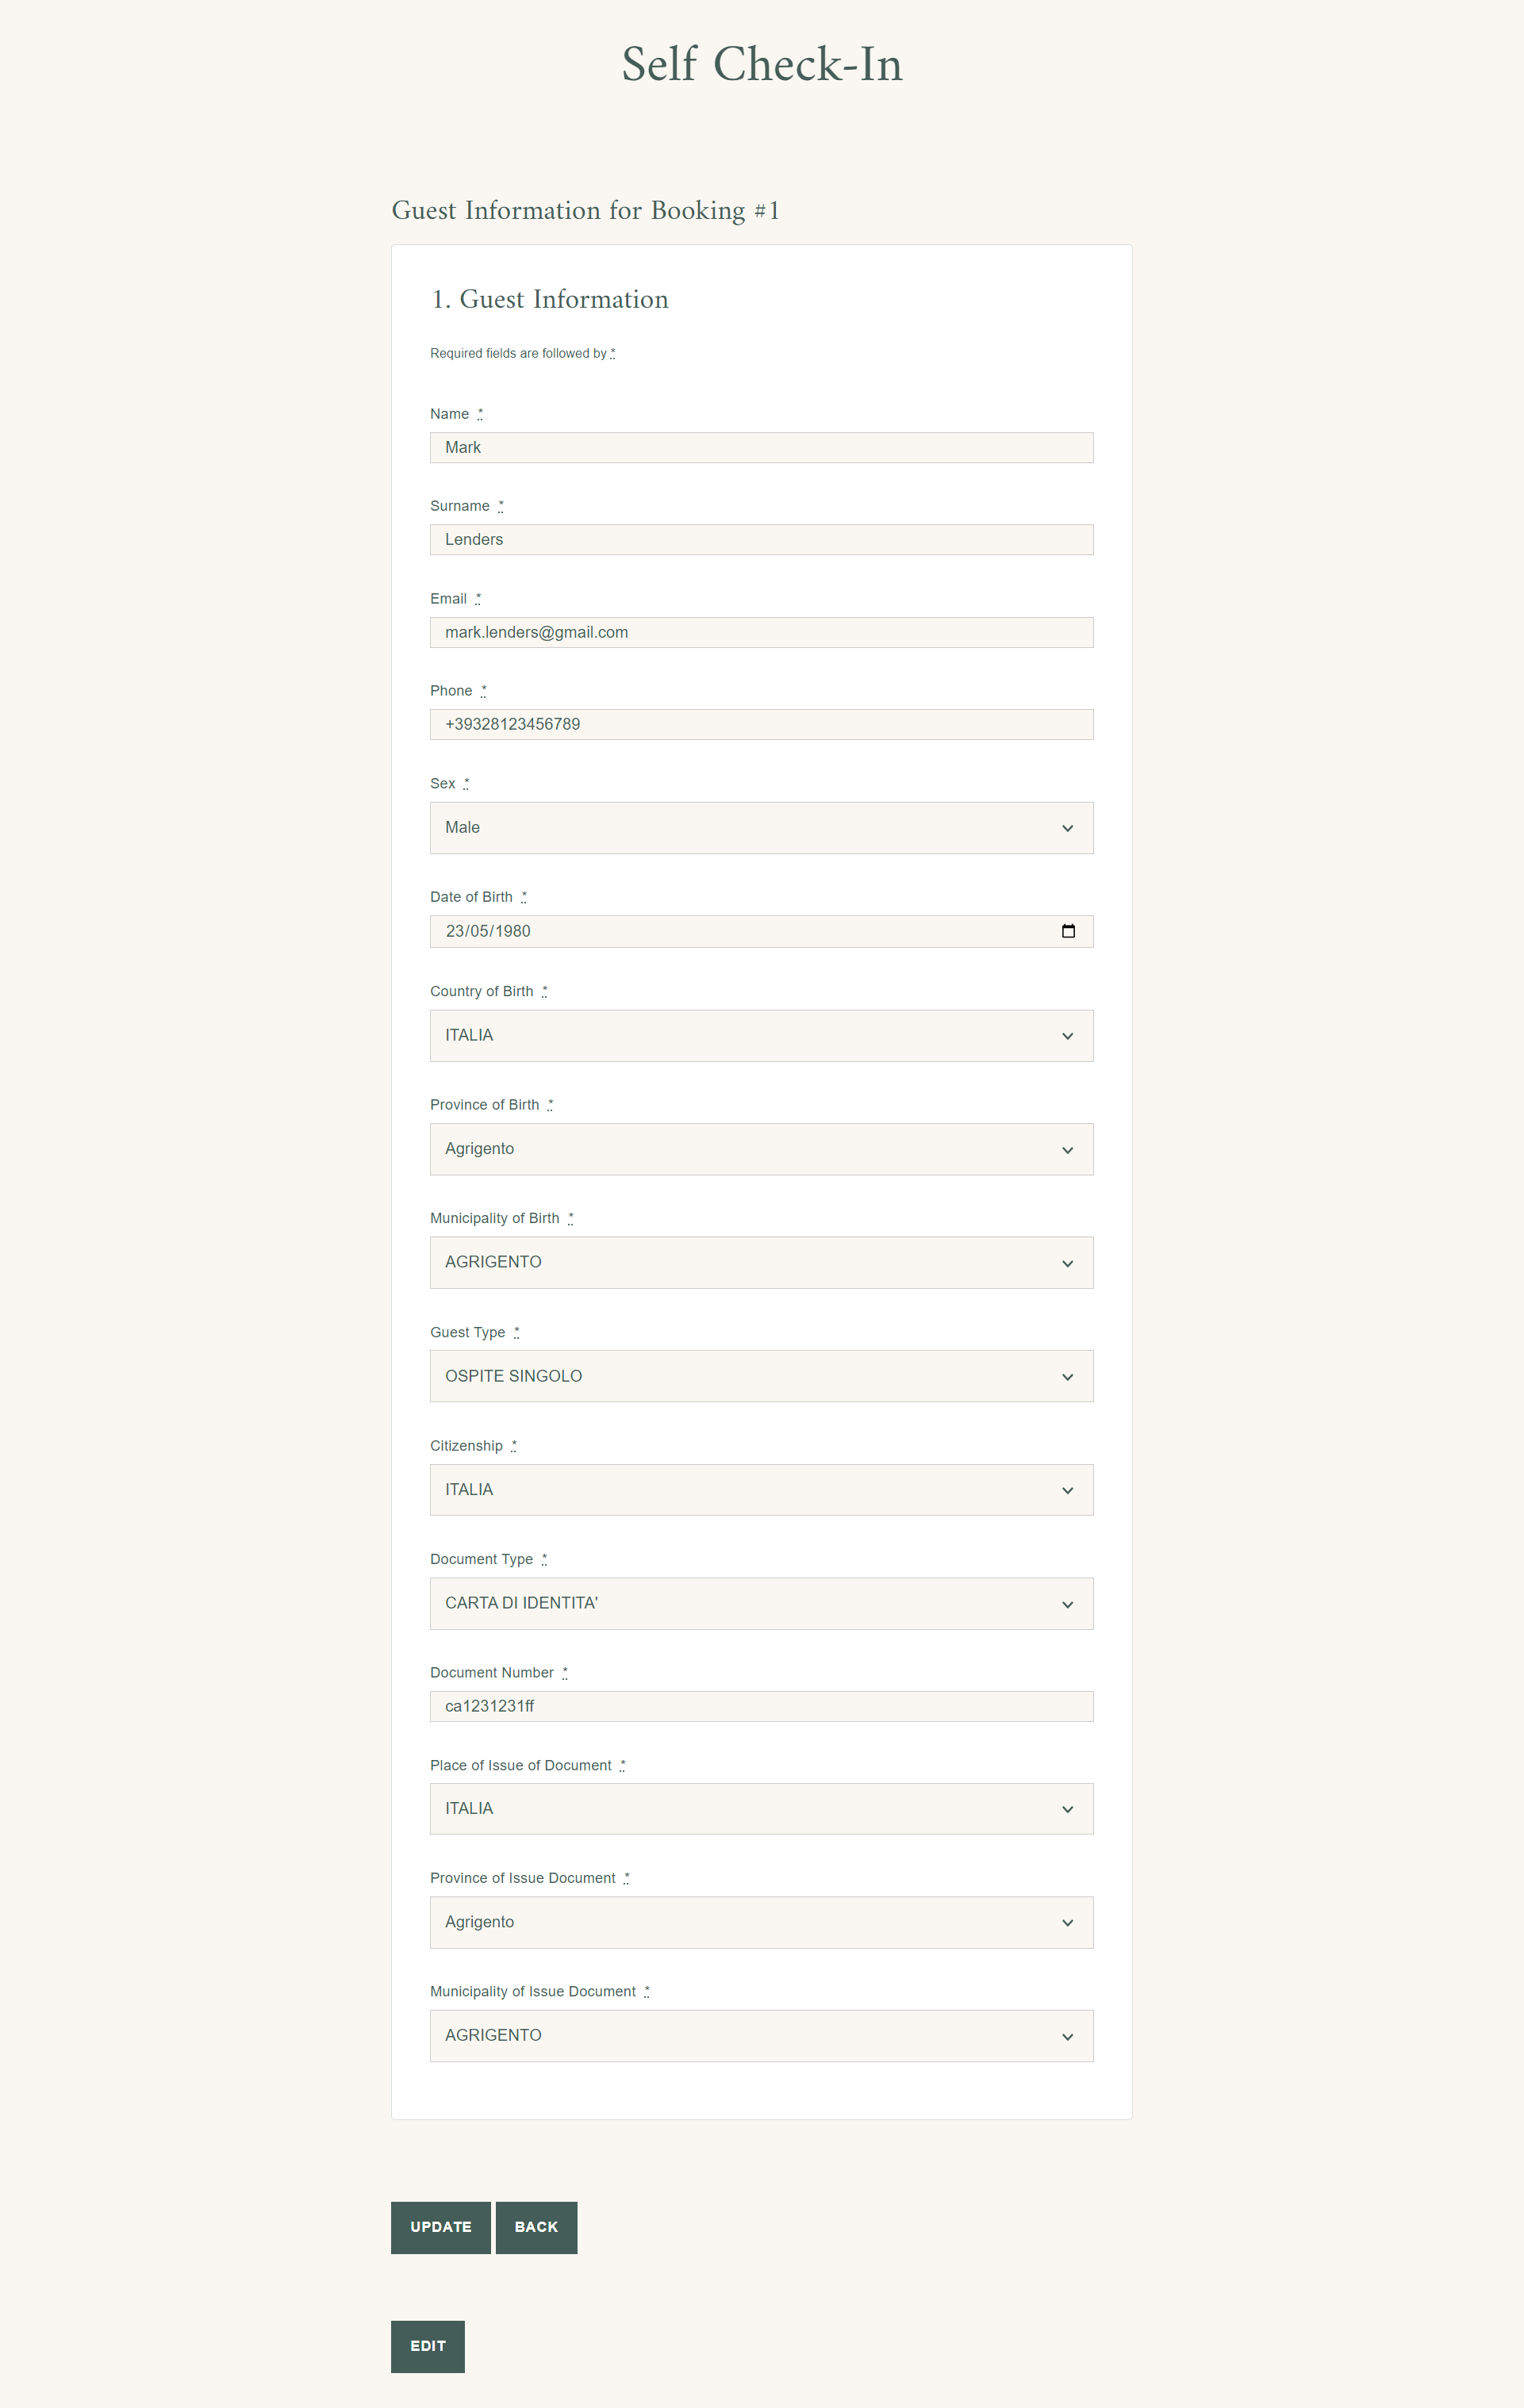 Self Check-In
Guest Information for Booking #1
1. Guest Information
Required fields are followed by *
Name *
Mark
Surname *
Lenders
Email *
mark.lenders@gmail.com
Phone *
+39328123456789
Sex *
Male
Date of Birth *
23/05/1980
Country of Birth *
ITALIA
Province of Birth *
Agrigento
Municipality of Birth *
AGRIGENTO
Guest Type *
OSPITE SINGOLO
Citizenship *
ITALIA
Document Type *
CARTA DI IDENTITA'
Document Number *
ca1231231ff
Place of Issue of Document *
ITALIA
Province of Issue Document *
Agrigento
Municipality of Issue Document *
AGRIGENTO
UPDATE BACK
EDIT